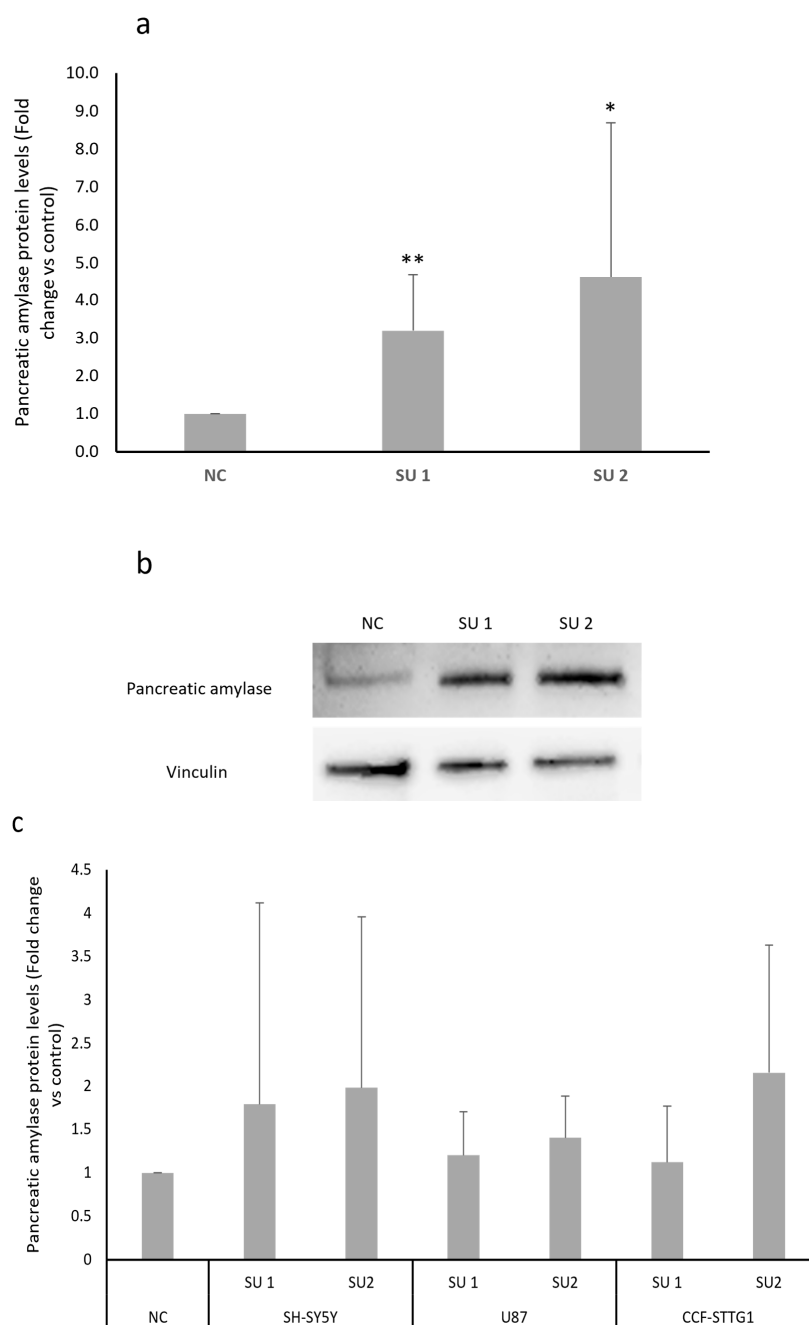 a
Pancreatic amylase protein levels (Fold
change vs control)
10.0
9.0
8.0
7.0
6.0
5.0
4.0
3.0
2.0
1.0
0.0
**
*
NC
SU 1
SU 2
b
NC
SU 1
SU 2
Pancreatic amylase
Vinculin
c
Pancreatic amylase protein levels (Fold change
vs control)
4.5
4
3.5
3
2.5
2
1.5
1
0.5
0
SU 1
SU2
SU 1
SU2
SU 1
SU2
NC
SH-SY5Y
U87
CCF-STTG1